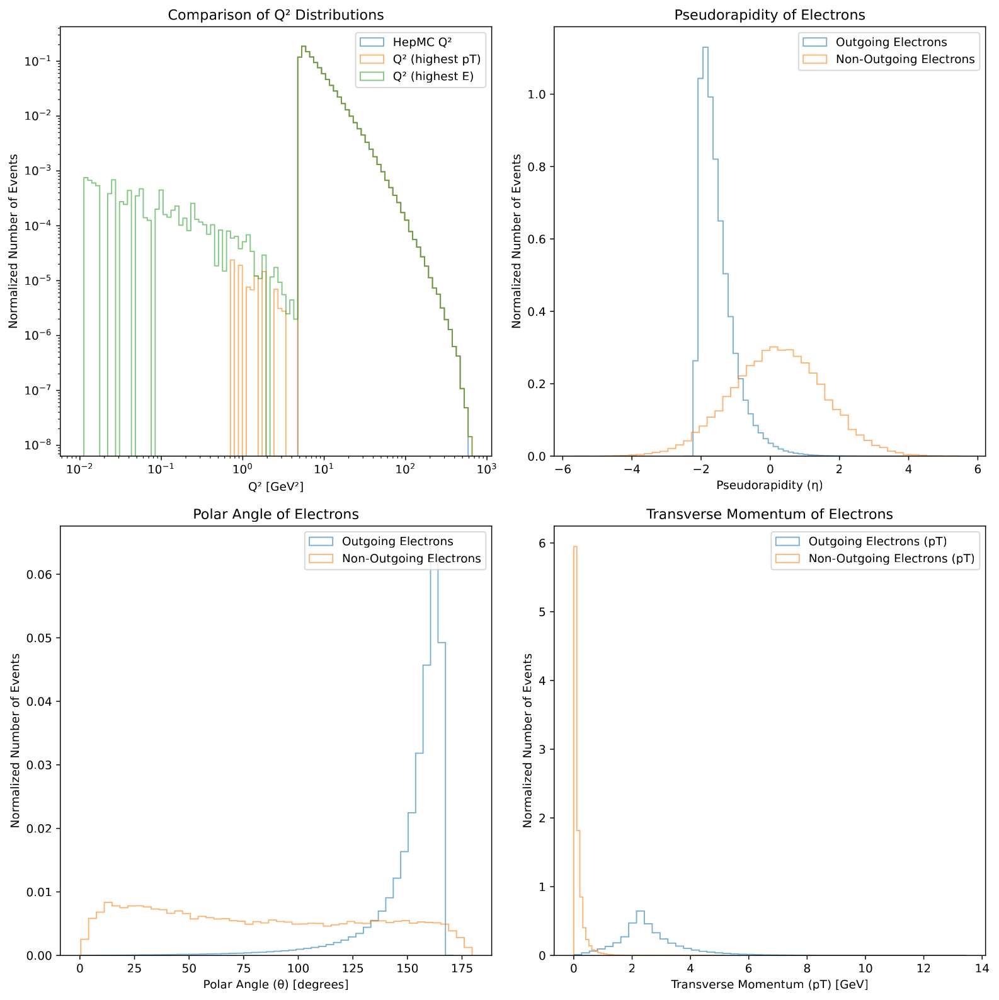 Comparison of Q² Distributions
HepMC Q²
Q² (highest pT)
Q² (highest E)
Normalized Number of Events
10⁻¹
10⁻²
10⁻³
10⁻⁴
10⁻⁵
10⁻⁶
10⁻⁷
10⁻⁸
10⁻² 10⁻¹ 10⁰ 10¹ 10² 10³
Q² [GeV²]
Pseudorapidity of Electrons
Outgoing Electrons
Non-Outgoing Electrons
Normalized Number of Events
1.0
0.8
0.6
0.4
0.2
0.0
−6 −4 −2 0 2 4 6
Pseudorapidity (η)
Polar Angle of Electrons
Outgoing Electrons
Non-Outgoing Electrons
Normalized Number of Events
0.06
0.05
0.04
0.03
0.02
0.01
0.00
0 25 50 75 100 125 150 175
Polar Angle (θ) [degrees]
Transverse Momentum of Electrons
Outgoing Electrons (pT)
Non-Outgoing Electrons (pT)
Normalized Number of Events
6
5
4
3
2
1
0
0 2 4 6 8 10 12 14
Transverse Momentum (pT) [GeV]